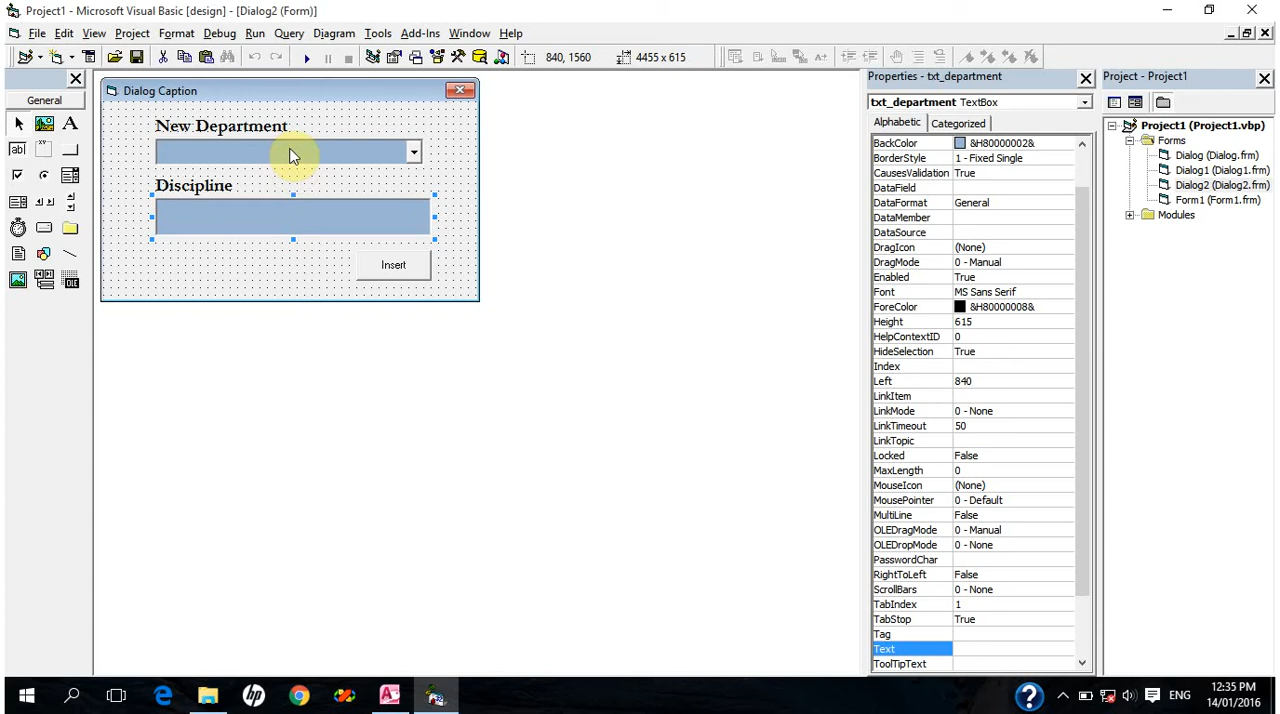 Project1 - Microsoft Visual Basic [design] - [Dialog2 (Form)]
File Edit View Project Format Debug Run Query Diagram Tools Add-Ins Window Help
840, 1560 4455 x 615
General
Dialog Caption
New Department
Discipline
Insert
Properties - txt_department
txt_department TextBox
Alphabetic Categorized
BackColor &H80000002&
BorderStyle 1 - Fixed Single
CausesValidation True
DataField
DataFormat General
DataMember
DataSource
DragIcon (None)
DragMode 0 - Manual
Enabled True
Font MS Sans Serif
ForeColor &H80000008&
Height 615
HelpContextID 0
HideSelection True
Index
Left 840
LinkItem
LinkMode 0 - None
LinkTimeout 50
LinkTopic
Locked False
MaxLength 0
MouseIcon (None)
MousePointer 0 - Default
MultiLine False
OLEDragMode 0 - Manual
OLEDropMode 0 - None
PasswordChar
RightToLeft False
ScrollBars 0 - None
TabIndex 1
TabStop True
Tag
Text
ToolTipText
Project - Project1
Project1 (Project1.vbp)
Forms
Dialog (Dialog.frm)
Dialog1 (Dialog1.frm)
Dialog2 (Dialog2.frm)
Form1 (Form1.frm)
Modules
ENG
12:35 PM
14/01/2016